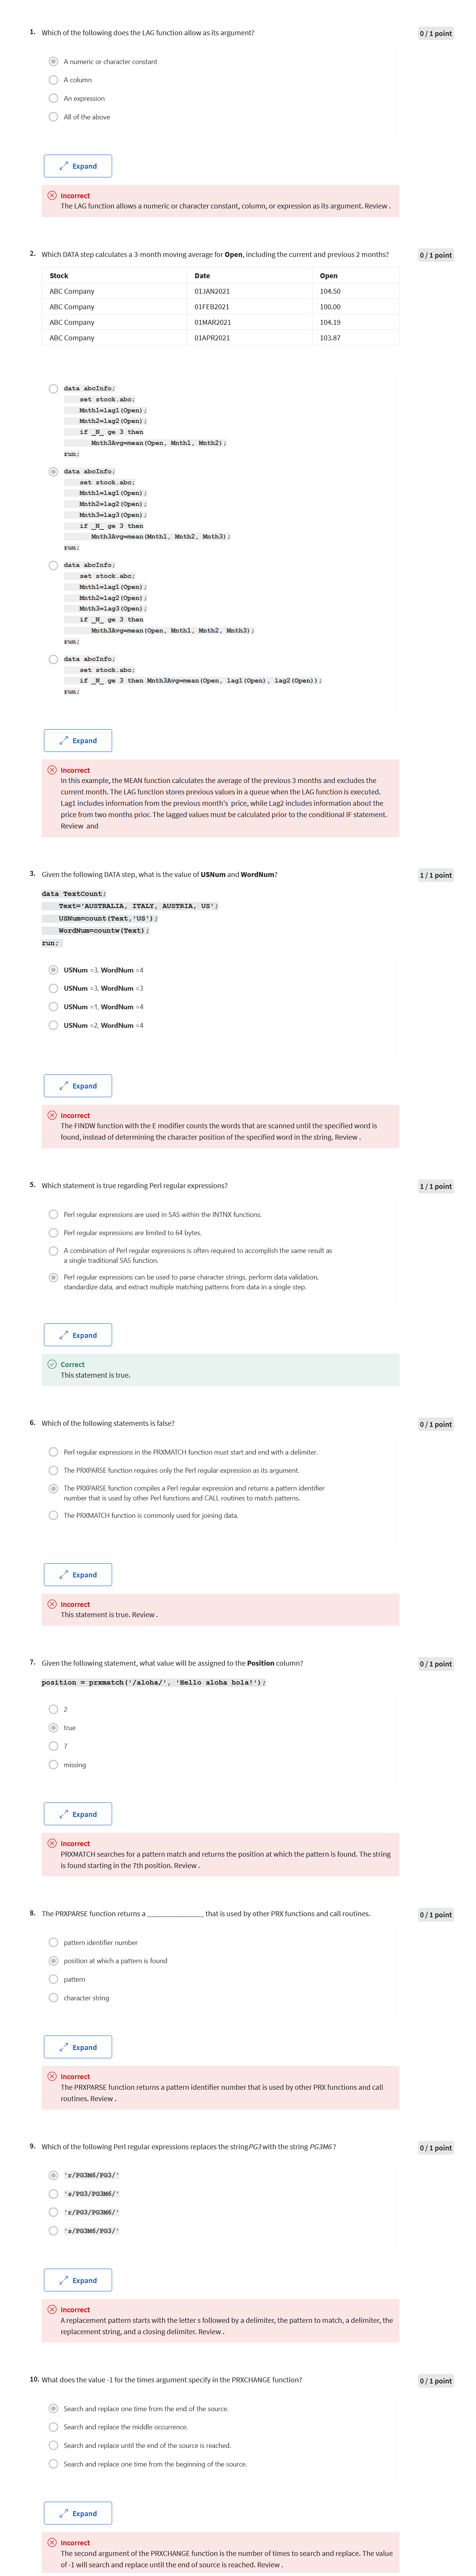 1. Which of the following does the LAG function allow as its argument?
0 / 1 point
A numeric or character constant
A column
An expression
All of the above
Expand
Incorrect
The LAG function allows a numeric or character constant, column, or expression as its argument. Review .
2. Which DATA step calculates a 3-month moving average for Open, including the current and previous 2 months?
0 / 1 point
Stock Date Open
ABC Company 01JAN2021 104.50
ABC Company 01FEB2021 100.00
ABC Company 01MAR2021 104.19
ABC Company 01APR2021 103.87
data abcInfo;
set stock.abc;
Mnth1=lag1(Open);
Mnth2=lag2(Open);
if _N_ ge 3 then
Mnth3Avg=mean(Open, Mnth1, Mnth2);
run;
data abcInfo;
set stock.abc;
Mnth1=lag1(Open);
Mnth2=lag2(Open);
Mnth3=lag3(Open);
if _N_ ge 3 then
Mnth3Avg=mean(Mnth1, Mnth2, Mnth3);
run;
data abcInfo;
set stock.abc;
Mnth1=lag1(Open);
Mnth2=lag2(Open);
Mnth3=lag3(Open);
if _N_ ge 3 then
Mnth3Avg=mean(Open, Mnth1, Mnth2, Mnth3);
run;
data abcInfo;
set stock.abc;
if _N_ ge 3 then Mnth3Avg=mean(Open, lag1(Open), lag2(Open));
run;
Expand
Incorrect
In this example, the MEAN function calculates the average of the previous 3 months and excludes the
current month. The LAG function stores previous values in a queue when the LAG function is executed.
Lag1 includes information from the previous month's price, while Lag2 includes information about the
price from two months prior. The lagged values must be calculated prior to the conditional IF statement.
Review and
3. Given the following DATA step, what is the value of USNum and WordNum?
1 / 1 point
data TextCount;
Text='AUSTRALIA, ITALY, AUSTRIA, US';
USNum=count(Text,'US');
WordNum=countw(Text);
run;
USNum =3, WordNum =4
USNum =3, WordNum =3
USNum =1, WordNum =4
USNum =2, WordNum =4
Expand
Incorrect
The FINDW function with the E modifier counts the words that are scanned until the specified word is
found, instead of determining the character position of the specified word in the string. Review .
5. Which statement is true regarding Perl regular expressions?
1 / 1 point
Perl regular expressions are used in SAS within the INTNX functions.
Perl regular expressions are limited to 64 bytes.
A combination of Perl regular expressions is often required to accomplish the same result as
a single traditional SAS function.
Perl regular expressions can be used to parse character strings, perform data validation,
standardize data, and extract multiple matching patterns from data in a single step.
Expand
Correct
This statement is true.
6. Which of the following statements is false?
0 / 1 point
Perl regular expressions in the PRXMATCH function must start and end with a delimiter.
The PRXPARSE function requires only the Perl regular expression as its argument.
The PRXPARSE function compiles a Perl regular expression and returns a pattern identifier
number that is used by other Perl functions and CALL routines to match patterns.
The PRXMATCH function is commonly used for joining data.
Expand
Incorrect
This statement is true. Review .
7. Given the following statement, what value will be assigned to the Position column?
0 / 1 point
position = prxmatch('/aloha/', 'Hello aloha hola!');
2
true
7
missing
Expand
Incorrect
PRXMATCH searches for a pattern match and returns the position at which the pattern is found. The string
is found starting in the 7th position. Review .
8. The PRXPARSE function returns a ________________ that is used by other PRX functions and call routines.
0 / 1 point
pattern identifier number
position at which a pattern is found
pattern
character string
Expand
Incorrect
The PRXPARSE function returns a pattern identifier number that is used by other PRX functions and call
routines. Review .
9. Which of the following Perl regular expressions replaces the stringPG3 with the string PG3M6?
0 / 1 point
'r/PG3M6/PG3/'
's/PG3/PG3M6/'
'r/PG3/PG3M6/'
's/PG3M6/PG3/'
Expand
Incorrect
A replacement pattern starts with the letter s followed by a delimiter, the pattern to match, a delimiter, the
replacement string, and a closing delimiter. Review .
10. What does the value -1 for the times argument specify in the PRXCHANGE function?
0 / 1 point
Search and replace one time from the end of the source.
Search and replace the middle occurrence.
Search and replace until the end of the source is reached.
Search and replace one time from the beginning of the source.
Expand
Incorrect
The second argument of the PRXCHANGE function is the number of times to search and replace. The value
of -1 will search and replace until the end of source is reached. Review .